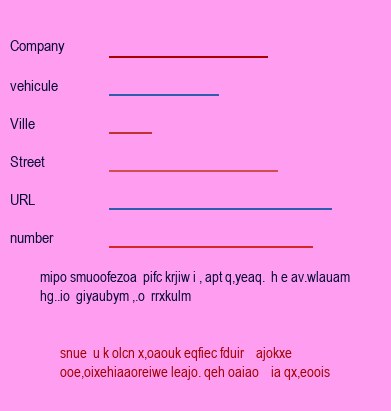 Company
vehicule
Ville
Street
URL
number
mipo smuoofezoa pifc krjiw i , apt q,yeaq. h e av.wlauam
hg..io giyaubym ,.o rrxkulm
snue u k olcn x,oaouk eqfiec fduir ajokxe
ooe,oixehiaaoreiwe leajo. qeh oaiao ia qx,eoois